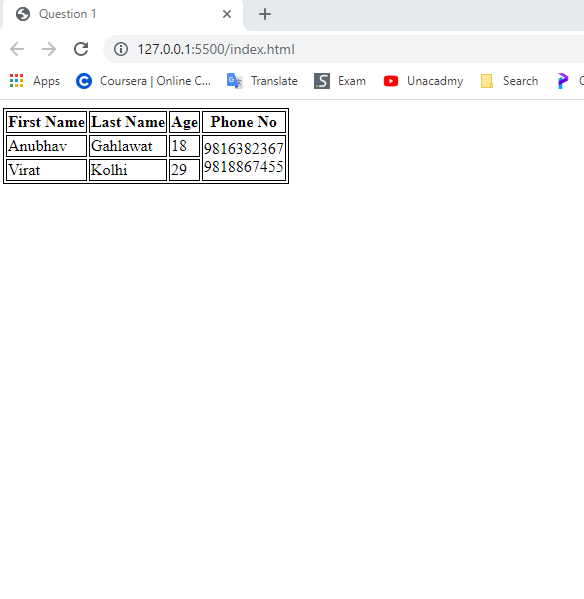 Question 1
127.0.0.1:5500/index.html
Apps Coursera | Online C... Translate Exam Unacadmy Search
First Name Last Name Age Phone No
Anubhav Gahlawat 18 9816382367
Virat Kolhi 29 9818867455